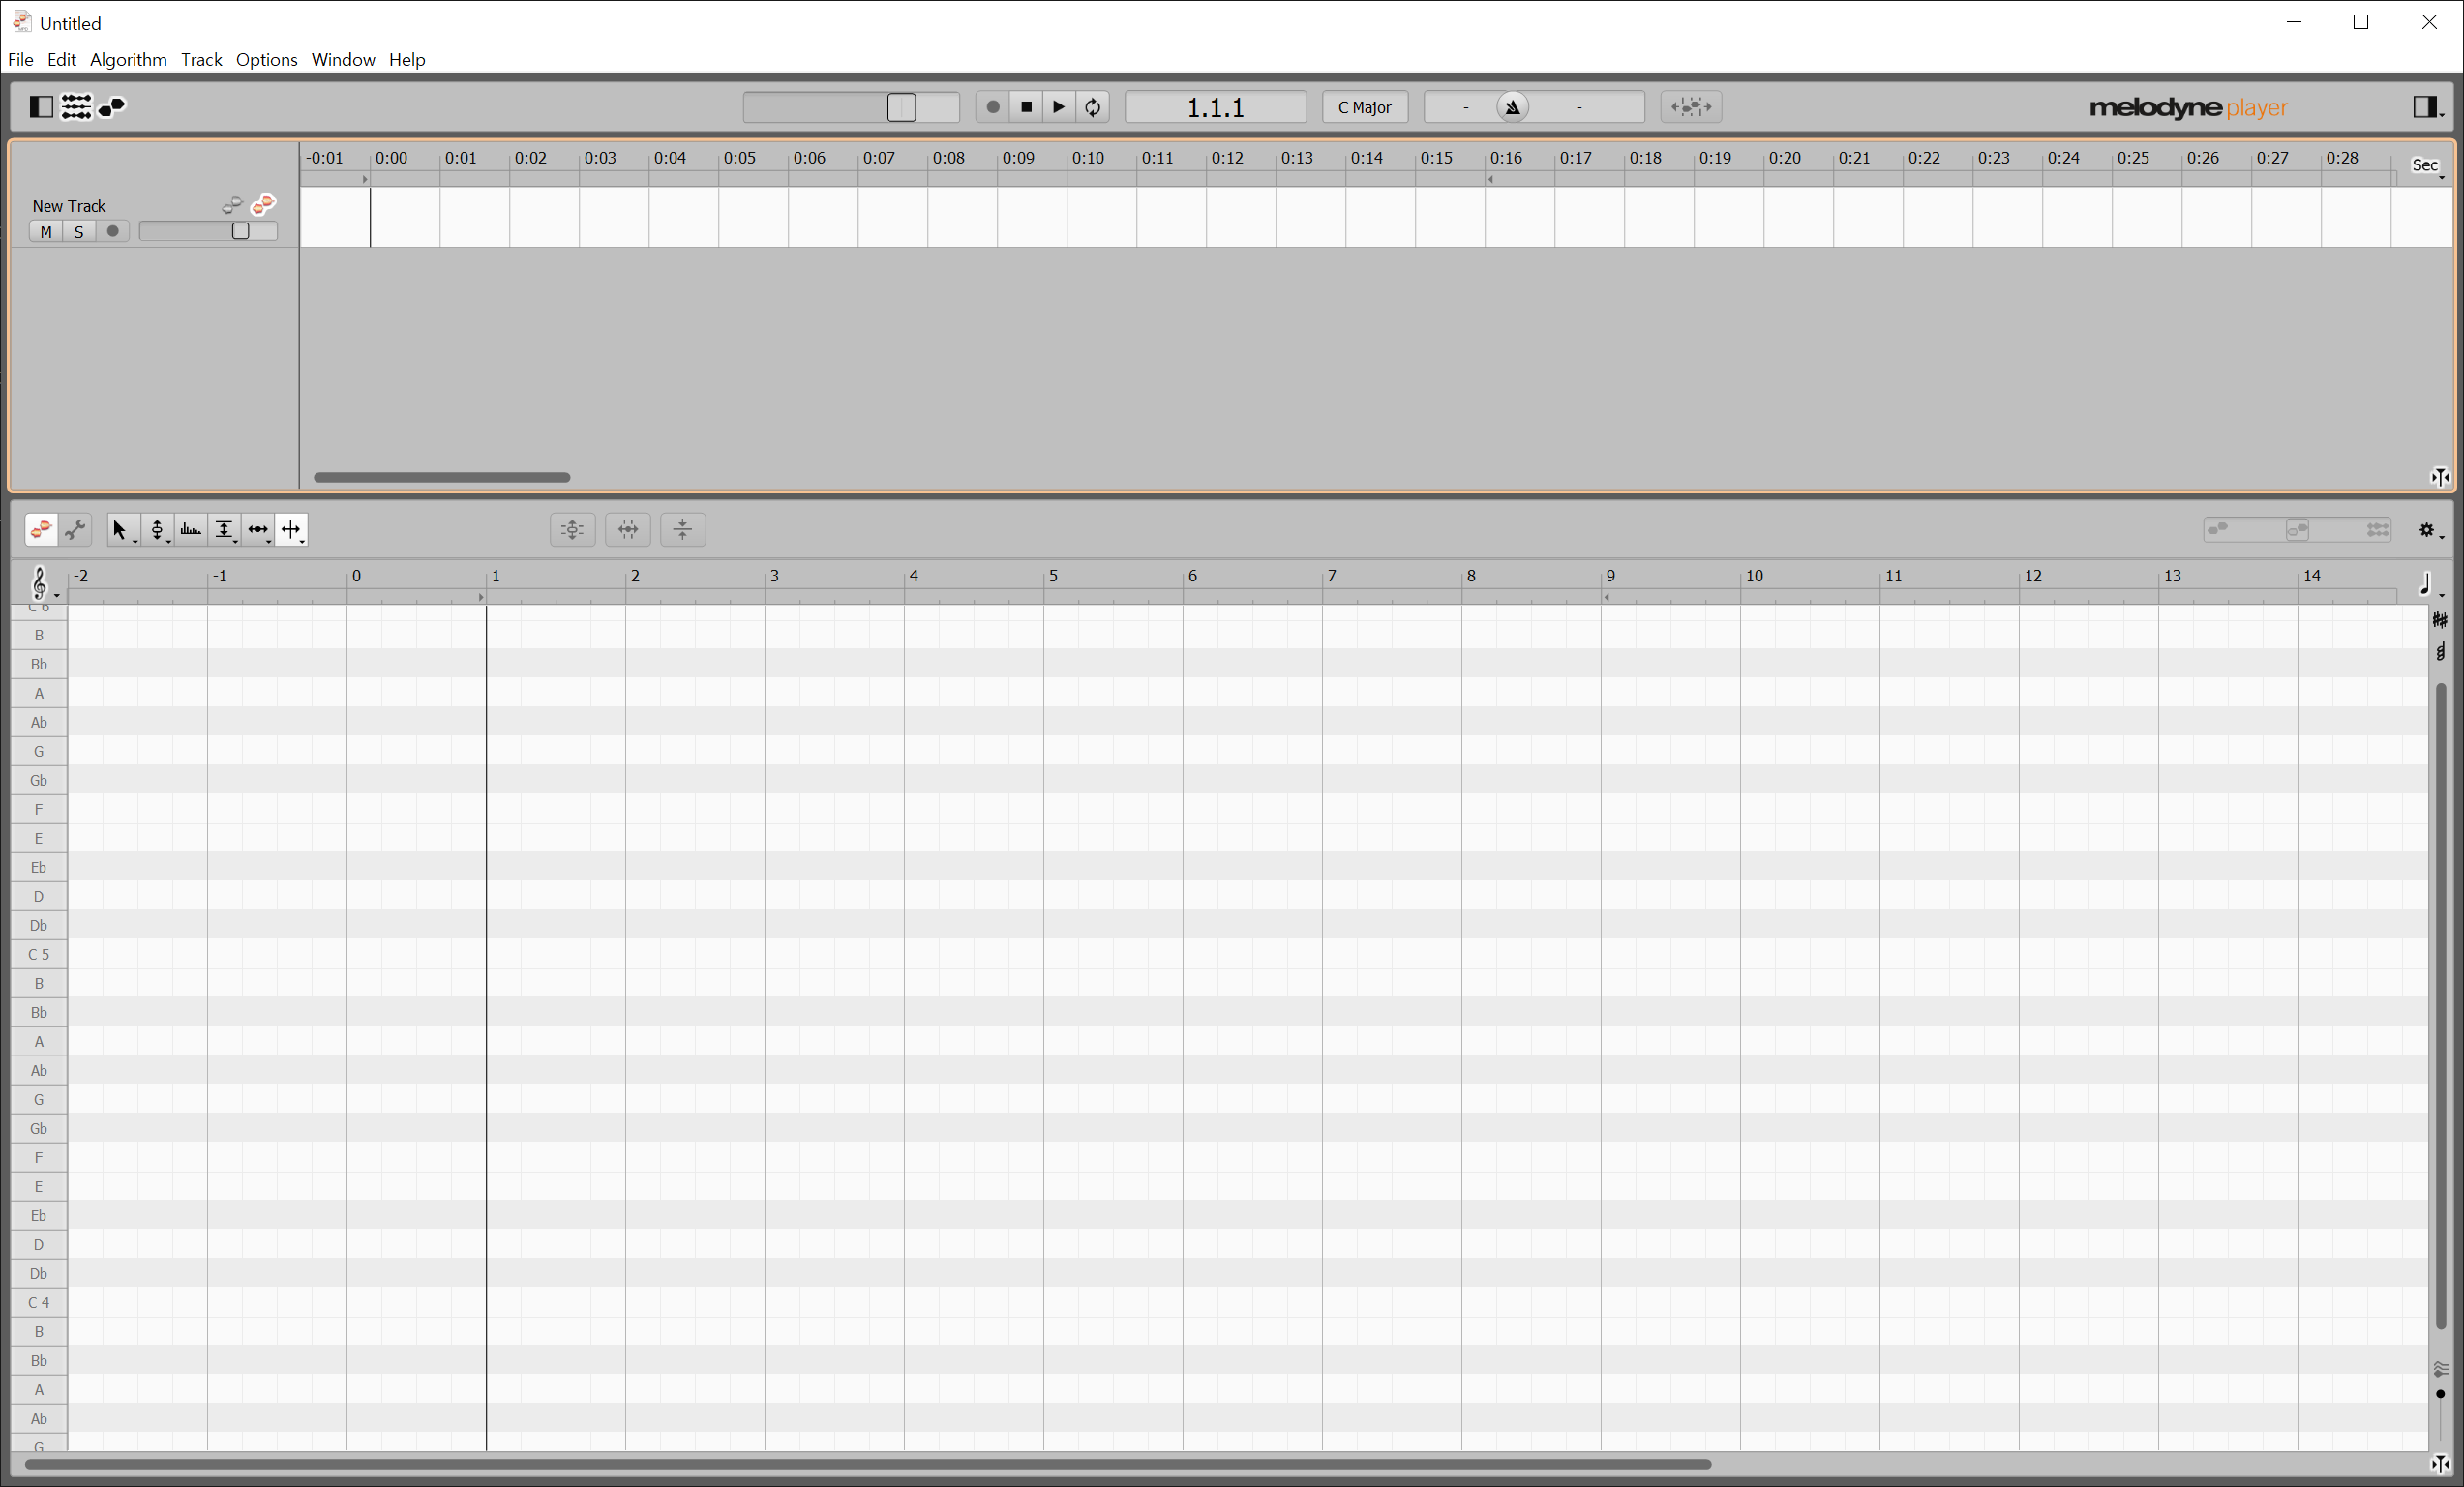 Untitled
File Edit Algorithm Track Options Window Help
1.1.1 C Major - - melodyne player
-0:01 0:00 0:01 0:02 0:03 0:04 0:05 0:06 0:07 0:08 0:09 0:10 0:11 0:12 0:13 0:14 0:15 0:16 0:17 0:18 0:19 0:20 0:21 0:22 0:23 0:24 0:25 0:26 0:27 0:28 Sec
New Track
M S
-2 -1 0 1 2 3 4 5 6 7 8 9 10 11 12 13 14
C 6
B
Bb
A
Ab
G
Gb
F
E
Eb
D
Db
C 5
B
Bb
A
Ab
G
Gb
F
E
Eb
D
Db
C 4
B
Bb
A
Ab
G